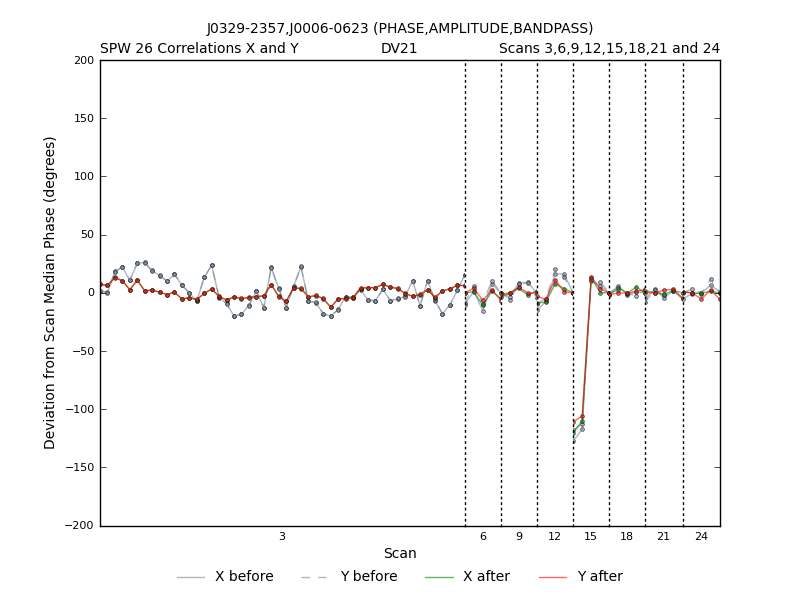 J0329-2357,J0006-0623 (PHASE,AMPLITUDE,BANDPASS)
SPW 26 Correlations X and Y DV21 Scans 3,6,9,12,15,18,21 and 24
200
150
100
50
0
−50
−100
−150
−200
Deviation from Scan Median Phase (degrees)
3 6 9 12 15 18 21 24
Scan
X before Y before X after Y after